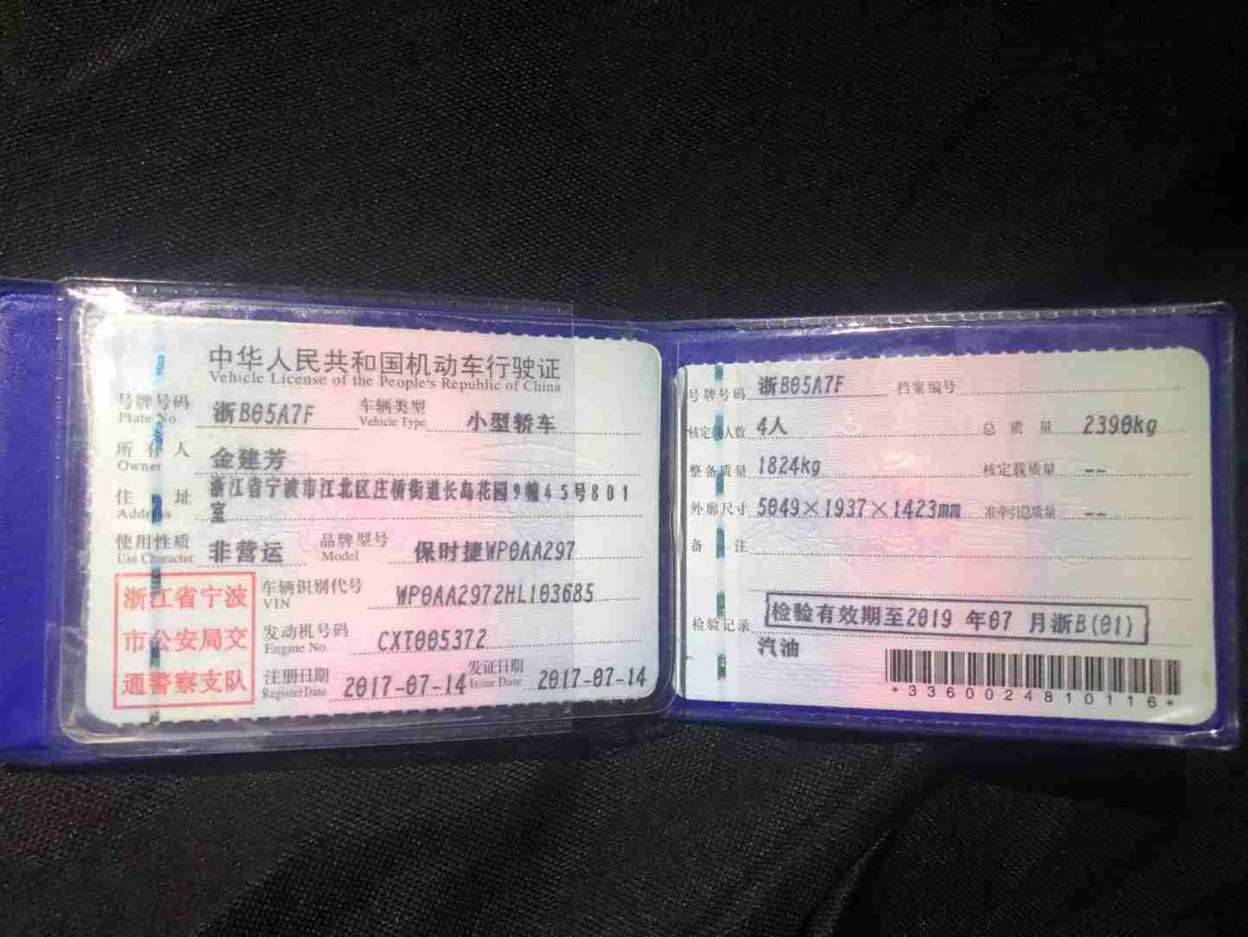 中华人民共和国机动车行驶证
Vehicle License of the People's Republic of China
号牌号码 浙B05A7F 车辆类型 小型轿车
Plate No. Vehicle Type
所有人 金建芳
Owner
住址 浙江省宁波市江北区庄桥街道长岛花园9幢45号801
Address 室
使用性质 非营运 品牌型号 保时捷WP0AA297
Use Character Model
浙江省宁波
市公安局交
通警察支队
车辆识别代号 WP0AA2972HL103685
VIN
发动机号码 CXT005372
Engine No.
注册日期 2017-07-14 发证日期 2017-07-14
Register Date Issue Date
号牌号码 浙B05A7F 档案编号
核定载人数 4人 总质量 2390kg
整备质量 1824kg 核定载质量 --
外廓尺寸 5049×1937×1423mm 准牵引总质量 --
备注
检验记录 检验有效期至2019年07月浙B(01)
汽油
*3360024810116*